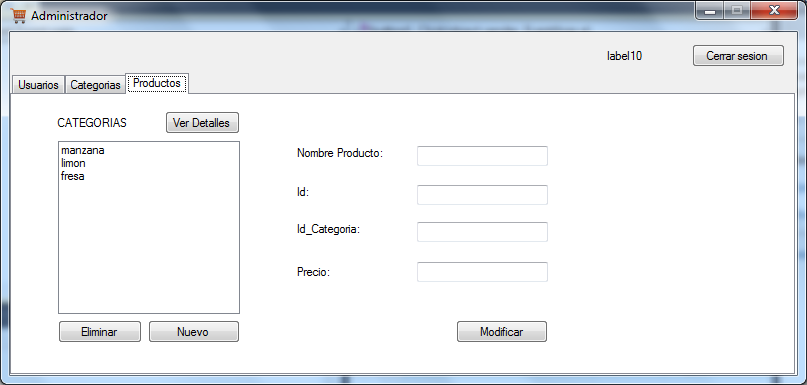 Administrador
label10
Cerrar sesion
Usuarios
Categorias
Productos
CATEGORIAS
Ver Detalles
manzana
limon
fresa
Nombre Producto:
Id:
Id_Categoria:
Precio:
Eliminar
Nuevo
Modificar